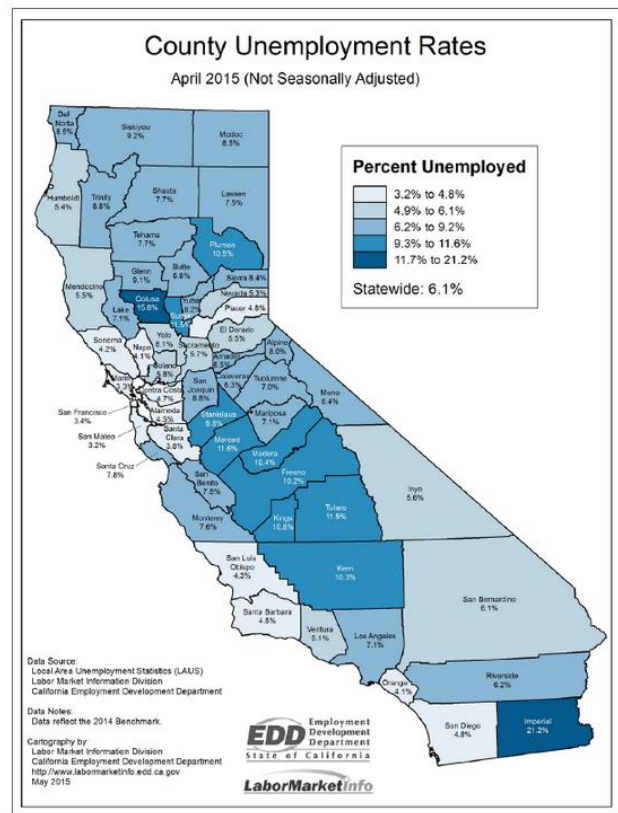 County Unemployment Rates
April 2015 (Not Seasonally Adjusted)
Percent Unemployed
3.2% to 4.8%
4.9% to 6.1%
6.2% to 9.2%
9.3% to 11.6%
11.7% to 21.2%
Statewide: 6.1%
Del
Norte
8.5%
Siskiyou
9.2%
Modoc
8.5%
Humboldt
5.4%
Trinity
8.8%
Shasta
7.7%
Lassen
7.5%
Tehama
7.7%
Plumas
10.5%
Mendocino
5.5%
Glenn
9.1%
Butte
6.8%
Sierra 8.4%
Lake
7.1%
Colusa
15.6%
Yuba
9.2%
Nevada 5.3%
Placer 4.8%
Sonoma
4.2%
Napa
4.1%
Yolo
6.1%
Sacramento
5.7%
El Dorado
5.5%
Alpine
8.0%
Amador
6.5%
Marin
3.3%
Solano
5.8%
Contra Costa
4.7%
San
Joaquin
8.8%
Calaveras
6.3%
Tuolumne
7.0%
Mono
6.4%
San Francisco
3.4%
Alameda
4.5%
Stanislaus
9.8%
Mariposa
7.1%
San Mateo
3.2%
Santa
Clara
3.8%
Merced
11.6%
Madera
10.4%
Santa Cruz
7.8%
San
Benito
7.5%
Fresno
10.2%
Inyo
5.6%
Monterey
7.6%
Kings
10.8%
Tulare
11.5%
San Luis
Obispo
4.3%
Kern
10.3%
San Bernardino
6.1%
Santa Barbara
4.8%
Ventura
5.1%
Los Angeles
7.1%
Orange
4.1%
Riverside
6.2%
San Diego
4.8%
Imperial
21.2%
Data Source:
Local Area Unemployment Statistics (LAUS)
Labor Market Information Division
California Employment Development Department
Data Notes:
Data reflect the 2014 Benchmark.
Cartography by:
Labor Market Information Division
California Employment Development Department
http://www.labormarketinfo.edd.ca.gov
May 2015
EDD Employment
Development
Department
State of California
LaborMarketInfo